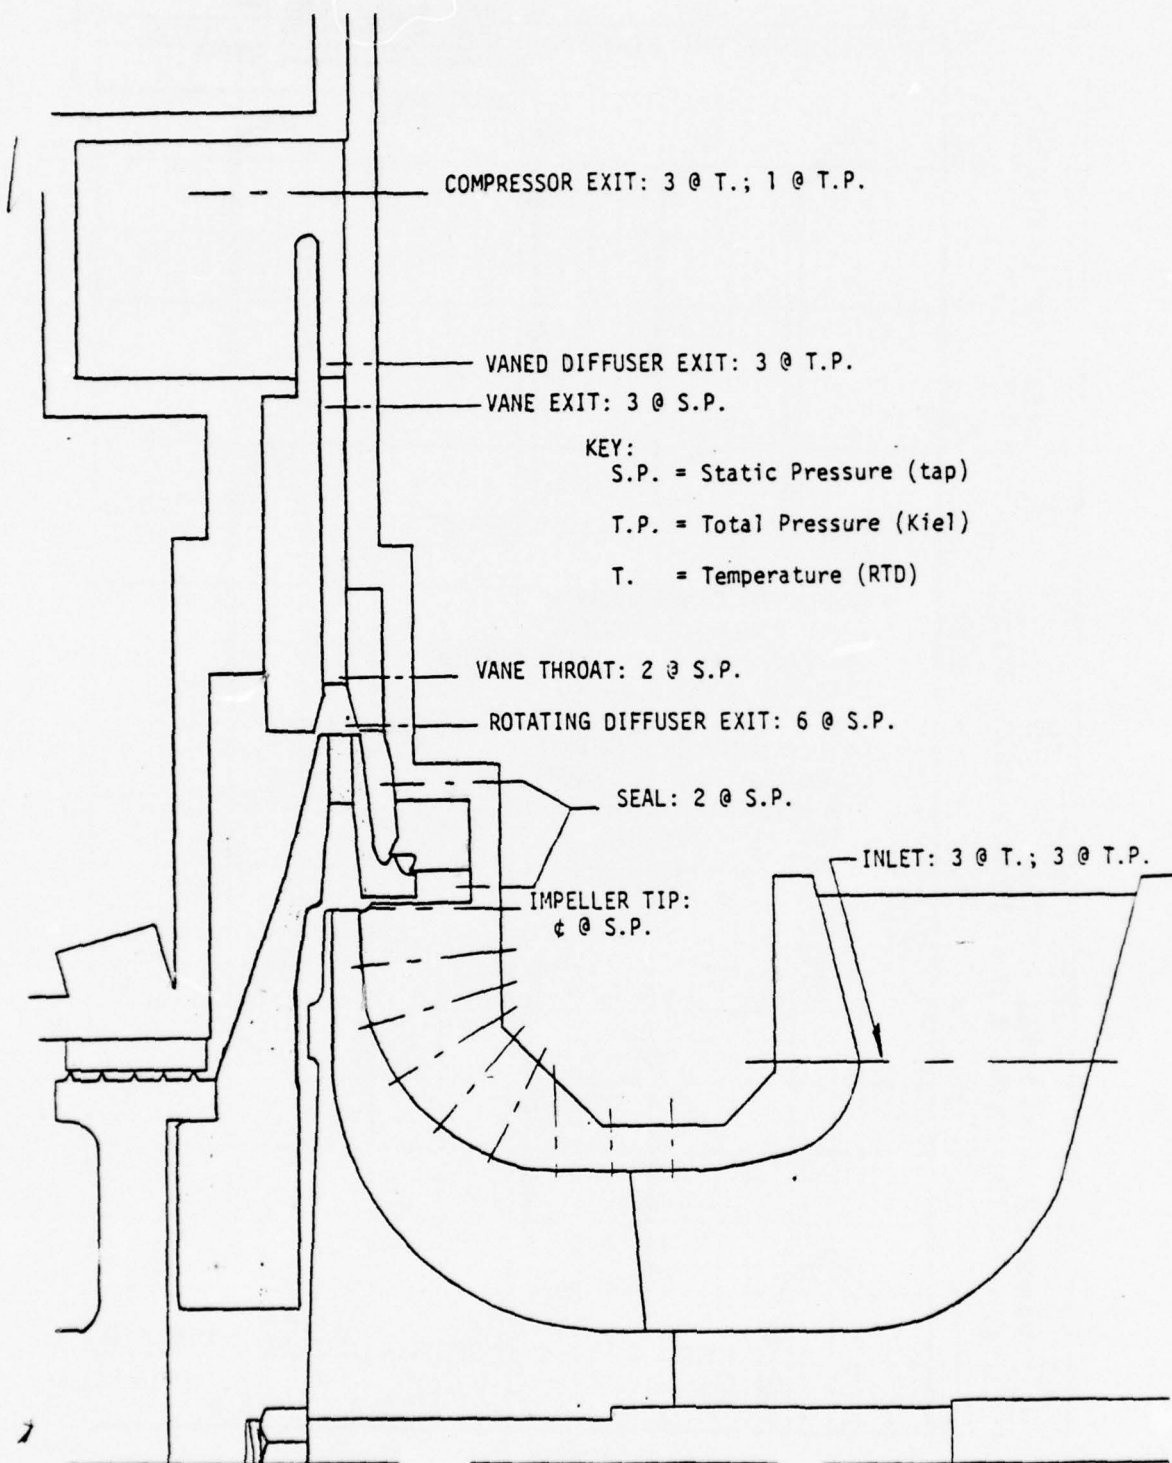 COMPRESSOR EXIT: 3 @ T.; 1 @ T.P.
VANED DIFFUSER EXIT: 3 @ T.P.
VANE EXIT: 3 @ S.P.
KEY:
S.P. = Static Pressure (tap)
T.P. = Total Pressure (Kiel)
T. = Temperature (RTD)
VANE THROAT: 2 @ S.P.
ROTATING DIFFUSER EXIT: 6 @ S.P.
SEAL: 2 @ S.P.
INLET: 3 @ T.; 3 @ T.P.
IMPELLER TIP:
¢ @ S.P.